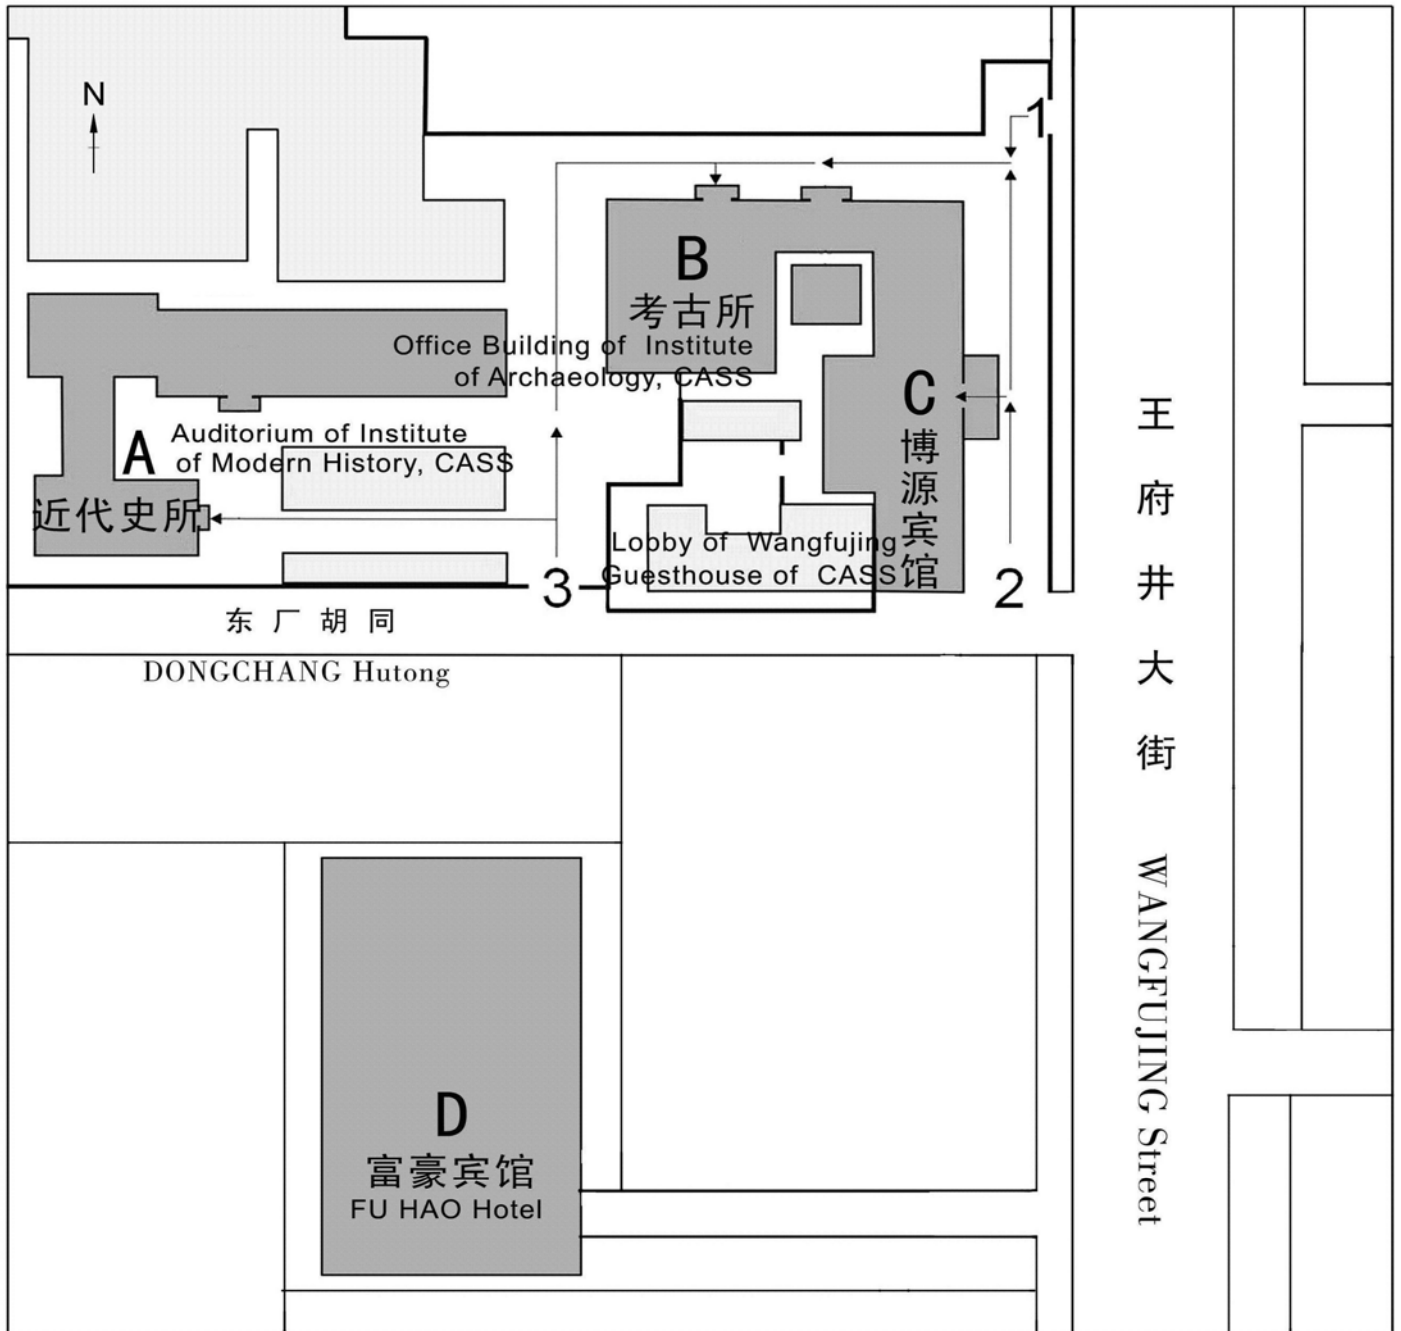 N
1
B
考古所
Office Building of Institute
of Archaeology, CASS
C
博源宾馆
A
Auditorium of Institute
of Modern History, CASS
近代史所
Lobby of Wangfujing
Guesthouse of CASS
3
2
东厂胡同
DONGCHANG Hutong
王府井大街
WANGFUJING Street
D
富豪宾馆
FU HAO Hotel